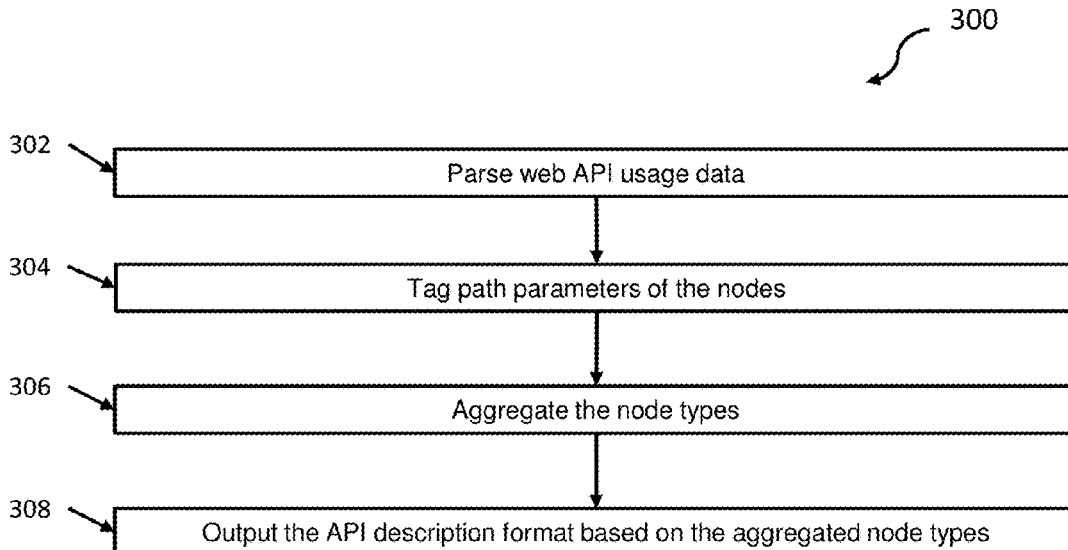 300
302
Parse web API usage data
304
Tag path parameters of the nodes
306
Aggregate the node types
308
Output the API description format based on the aggregated node types